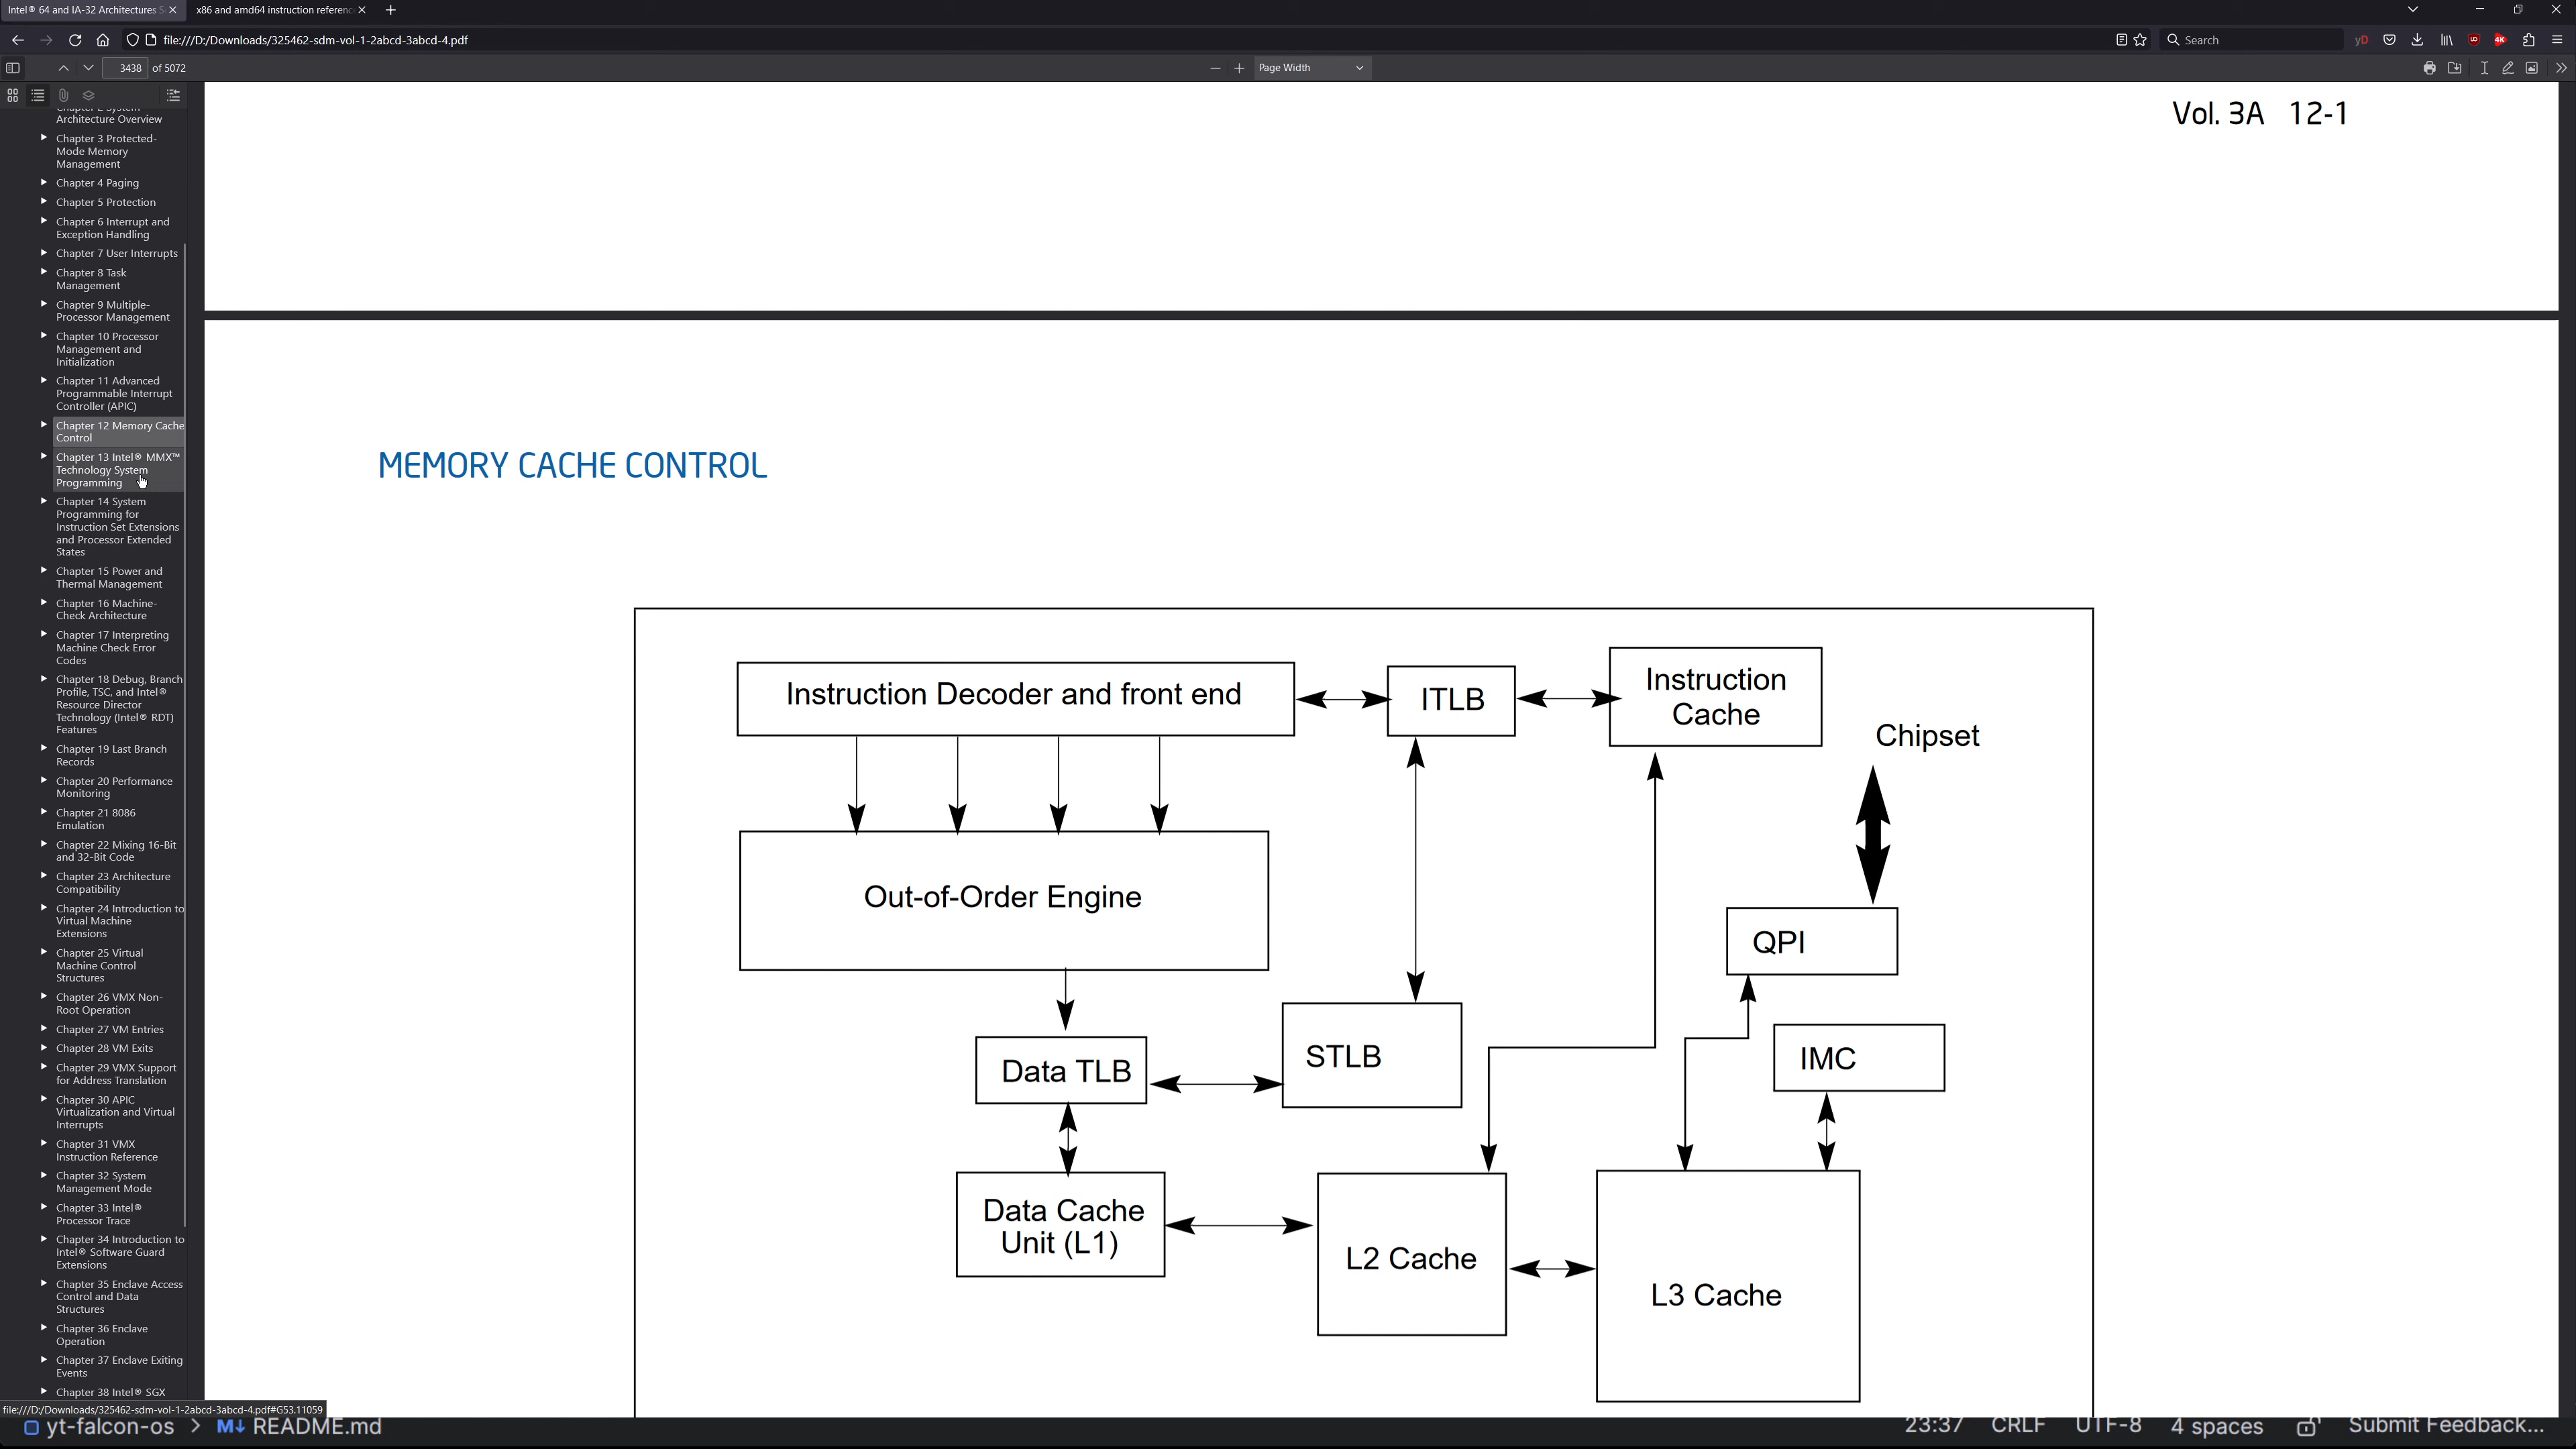 Intel® 64 and IA-32 Architectures S
x86 and amd64 instruction referenc
file:///D:/Downloads/325462-sdm-vol-1-2abcd-3abcd-4.pdf
Search
3438 of 5072
Page Width
Chapter 2 System
Architecture Overview
Chapter 3 Protected-
Mode Memory
Management
Chapter 4 Paging
Chapter 5 Protection
Chapter 6 Interrupt and
Exception Handling
Chapter 7 User Interrupts
Chapter 8 Task
Management
Chapter 9 Multiple-
Processor Management
Chapter 10 Processor
Management and
Initialization
Chapter 11 Advanced
Programmable Interrupt
Controller (APIC)
Chapter 12 Memory Cache
Control
Chapter 13 Intel® MMX™
Technology System
Programming
Chapter 14 System
Programming for
Instruction Set Extensions
and Processor Extended
States
Chapter 15 Power and
Thermal Management
Chapter 16 Machine-
Check Architecture
Chapter 17 Interpreting
Machine Check Error
Codes
Chapter 18 Debug, Branch
Profile, TSC, and Intel®
Resource Director
Technology (Intel® RDT)
Features
Chapter 19 Last Branch
Records
Chapter 20 Performance
Monitoring
Chapter 21 8086
Emulation
Chapter 22 Mixing 16-Bit
and 32-Bit Code
Chapter 23 Architecture
Compatibility
Chapter 24 Introduction to
Virtual Machine
Extensions
Chapter 25 Virtual
Machine Control
Structures
Chapter 26 VMX Non-
Root Operation
Chapter 27 VM Entries
Chapter 28 VM Exits
Chapter 29 VMX Support
for Address Translation
Chapter 30 APIC
Virtualization and Virtual
Interrupts
Chapter 31 VMX
Instruction Reference
Chapter 32 System
Management Mode
Chapter 33 Intel®
Processor Trace
Chapter 34 Introduction to
Intel® Software Guard
Extensions
Chapter 35 Enclave Access
Control and Data
Structures
Chapter 36 Enclave
Operation
Chapter 37 Enclave Exiting
Events
Chapter 38 Intel® SGX
Vol. 3A 12-1
MEMORY CACHE CONTROL
Instruction Decoder and front end
ITLB
Instruction
Cache
Chipset
Out-of-Order Engine
QPI
Data TLB
STLB
IMC
Data Cache
Unit (L1)
L2 Cache
L3 Cache
file:///D:/Downloads/325462-sdm-vol-1-2abcd-3abcd-4.pdf#G53.11059
yt-falcon-os > M↓ README.md
23:37 CRLF UTF-8 4 spaces Submit Feedback...